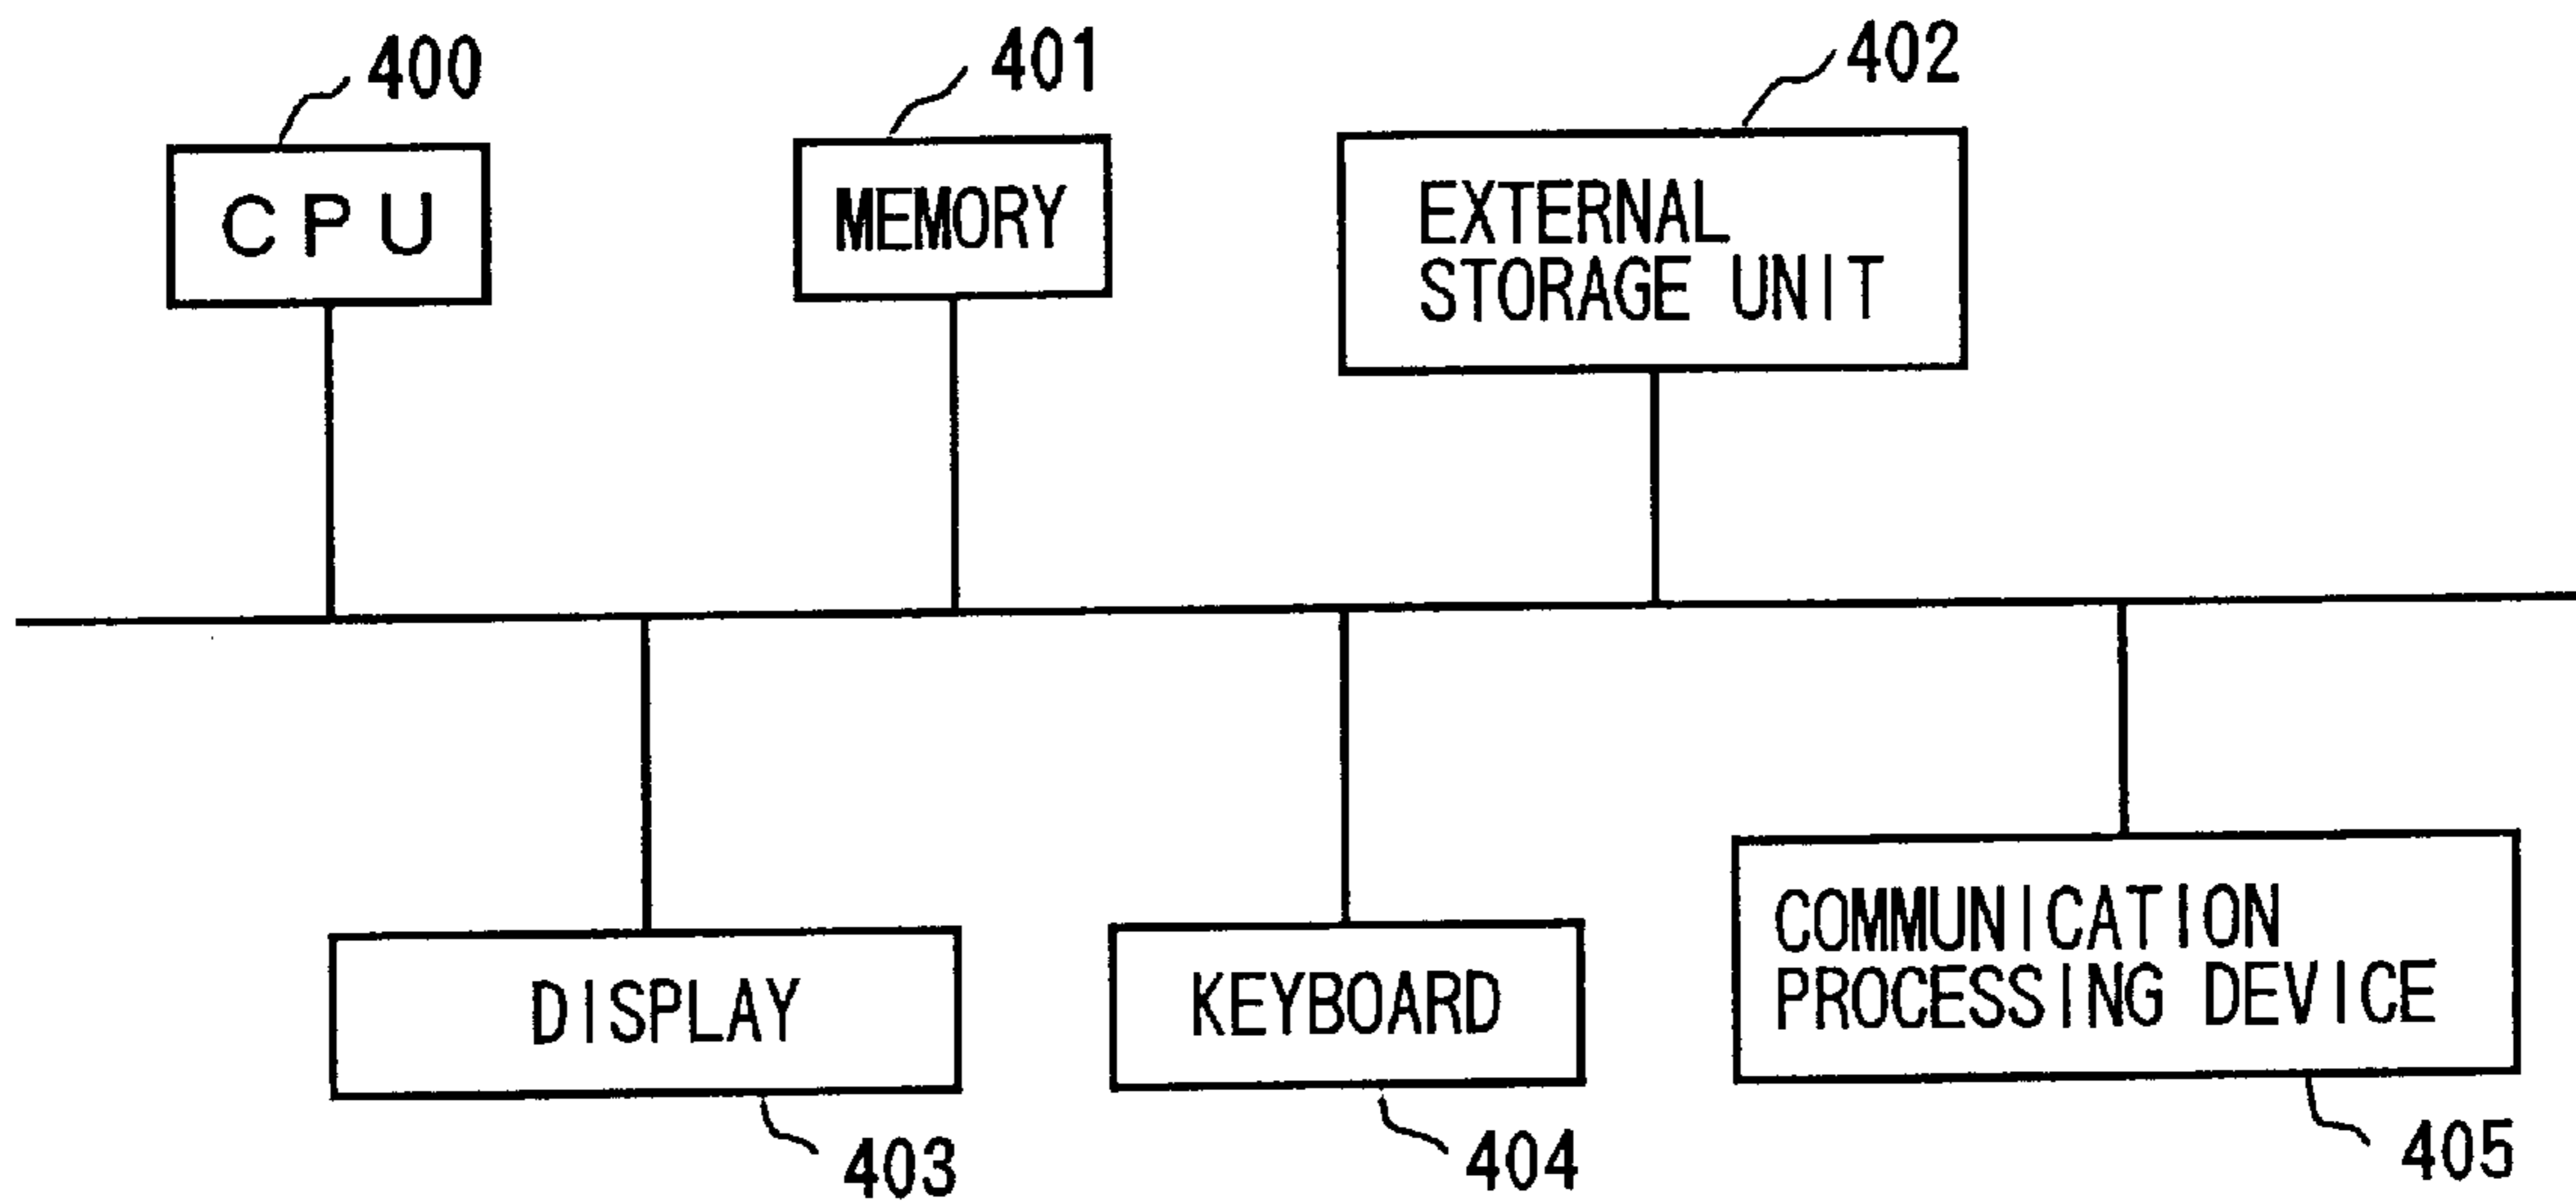 400
401
402
CPU
MEMORY
EXTERNAL
STORAGE UNIT
DISPLAY
KEYBOARD
COMMUNICATION
PROCESSING DEVICE
403
404
405